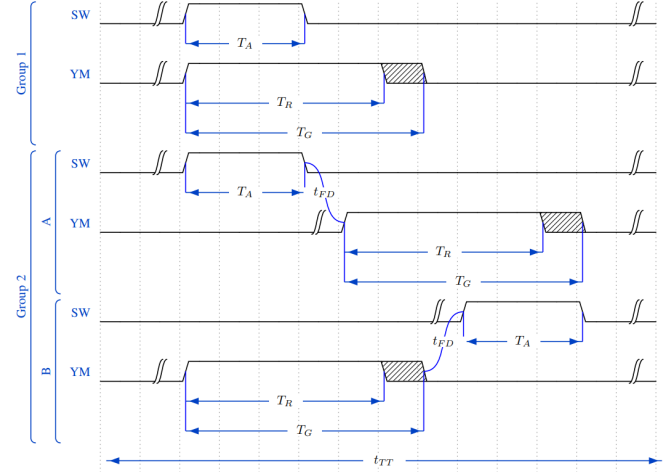 Group 1
SW
T_A
YM
T_R
T_G
Group 2
A
SW
T_A
t_FD
YM
T_R
T_G
B
SW
t_FD
T_A
YM
T_R
T_G
t_TT